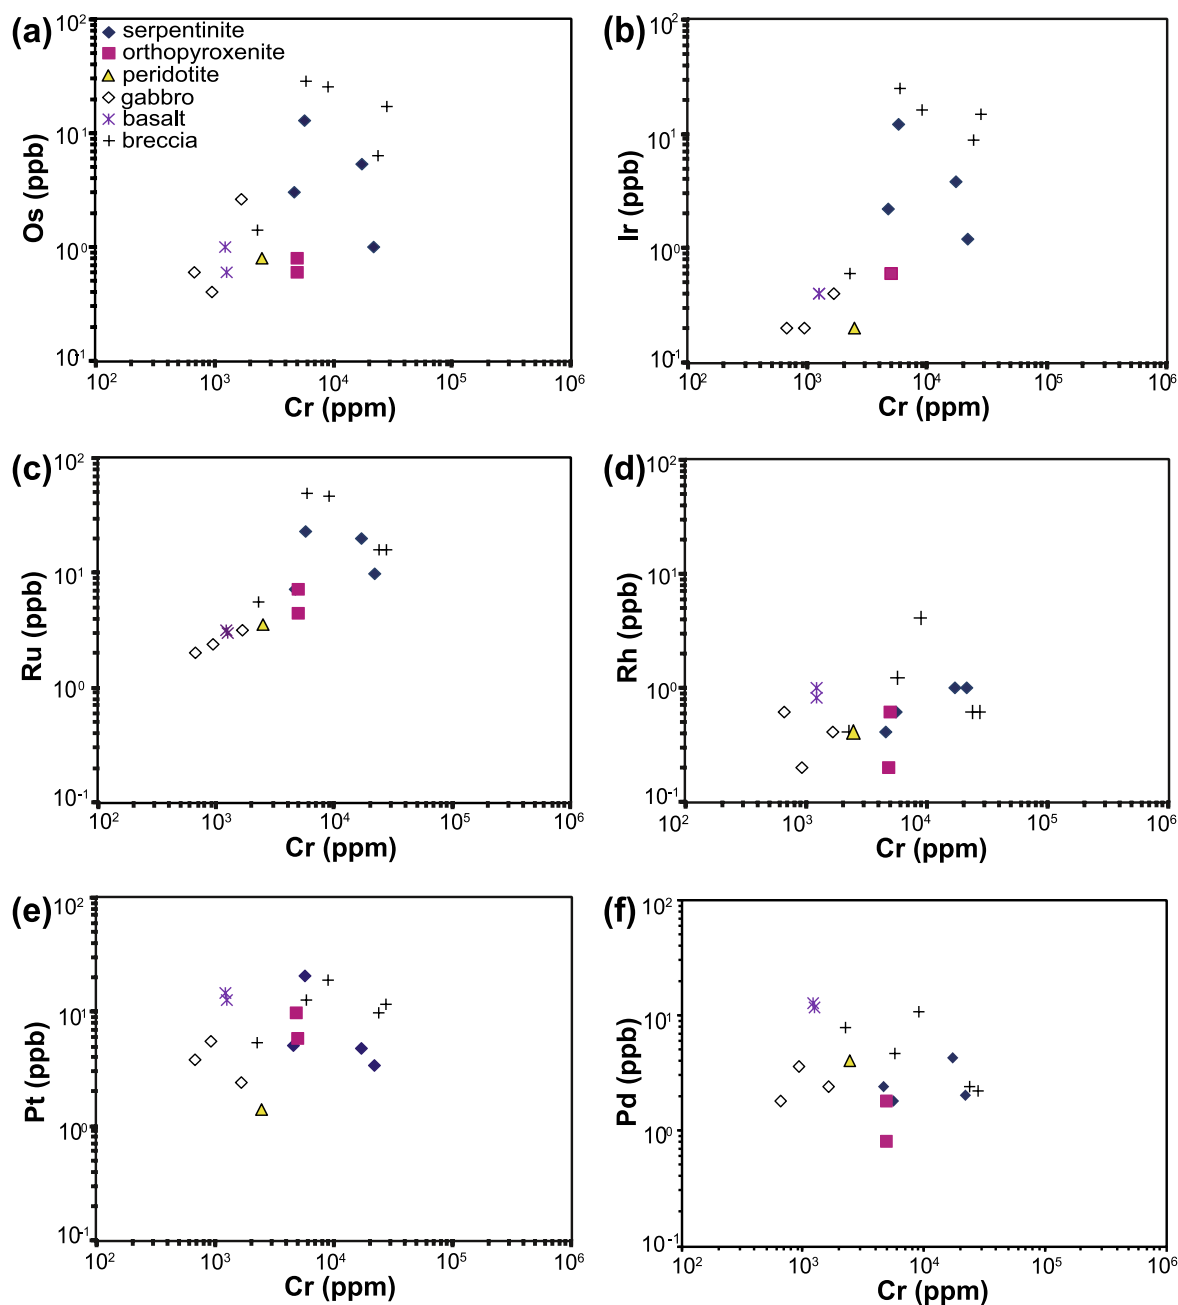 (a)
10²
10¹
10⁰
10⁻¹
Os (ppb)
serpentinite
orthopyroxenite
peridotite
gabbro
basalt
breccia
10² 10³ 10⁴ 10⁵ 10⁶
Cr (ppm)
(b)
10²
10¹
10⁰
10⁻¹
Ir (ppb)
10² 10³ 10⁴ 10⁵ 10⁶
Cr (ppm)
(c)
10²
10¹
10⁰
10⁻¹
Ru (ppb)
10² 10³ 10⁴ 10⁵ 10⁶
Cr (ppm)
(d)
10²
10¹
10⁰
10⁻¹
Rh (ppb)
10² 10³ 10⁴ 10⁵ 10⁶
Cr (ppm)
(e)
10²
10¹
10⁰
10⁻¹
Pt (ppb)
10² 10³ 10⁴ 10⁵ 10⁶
Cr (ppm)
(f)
10²
10¹
10⁰
10⁻¹
Pd (ppb)
10² 10³ 10⁴ 10⁵ 10⁶
Cr (ppm)